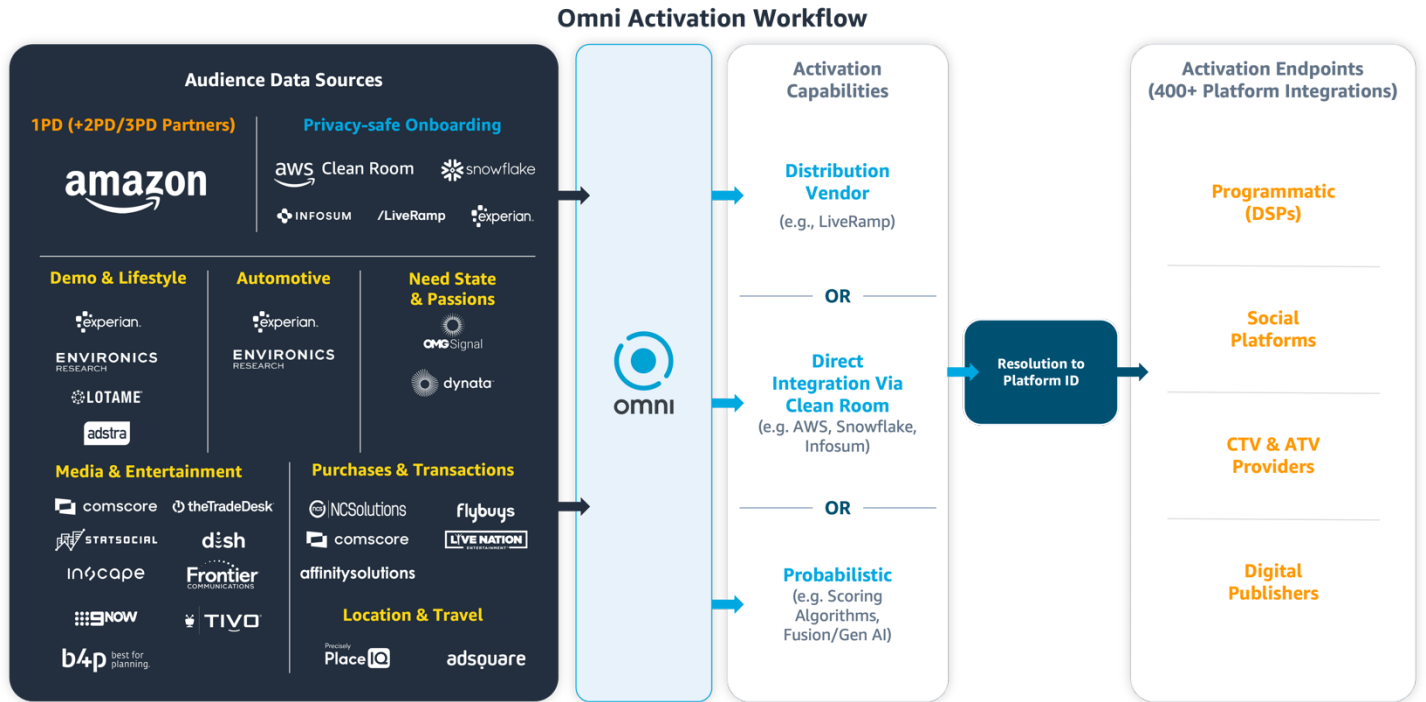 Omni Activation Workflow
Audience Data Sources
1PD (+2PD/3PD Partners)
amazon
Privacy-safe Onboarding
aws Clean Room
snowflake
INFOSUM
/LiveRamp
experian.
Demo & Lifestyle
experian.
ENVIRONICS
RESEARCH
LOTAME
adstra
Automotive
experian.
ENVIRONICS
RESEARCH
Need State
& Passions
OMG Signal
dynata
Media & Entertainment
comscore
theTradeDesk
STATSOCIAL
dish
INSCAPE
Frontier
COMMUNICATIONS
9NOW
TIVO
b4p best for
planning.
Purchases & Transactions
ncs NCSolutions
flybuys
comscore
LIVE NATION
ENTERTAINMENT
affinitysolutions
Location & Travel
Precisely
PlaceIQ
adsquare
omni
Activation
Capabilities
Distribution
Vendor
(e.g., LiveRamp)
OR
Direct
Integration Via
Clean Room
(e.g. AWS, Snowflake,
Infosum)
OR
Probabilistic
(e.g. Scoring
Algorithms,
Fusion/Gen AI)
Resolution to
Platform ID
Activation Endpoints
(400+ Platform Integrations)
Programmatic
(DSPs)
Social
Platforms
CTV & ATV
Providers
Digital
Publishers